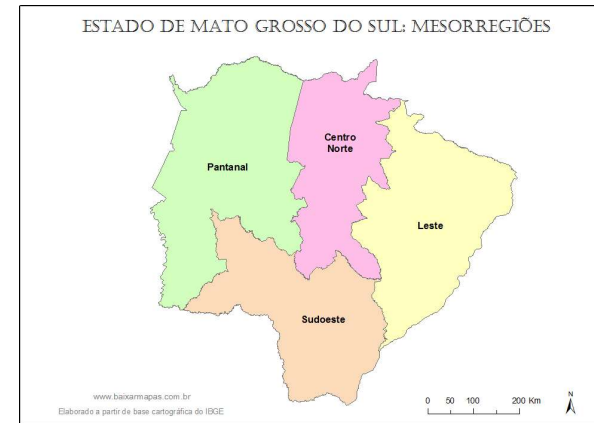 ESTADO DE MATO GROSSO DO SUL: MESORREGIÕES
Centro
Norte
Pantanal
Leste
Sudoeste
www.baixarmapas.com.br
Elaborado a partir de base cartográfica do IBGE
0 50 100 200 Km
N